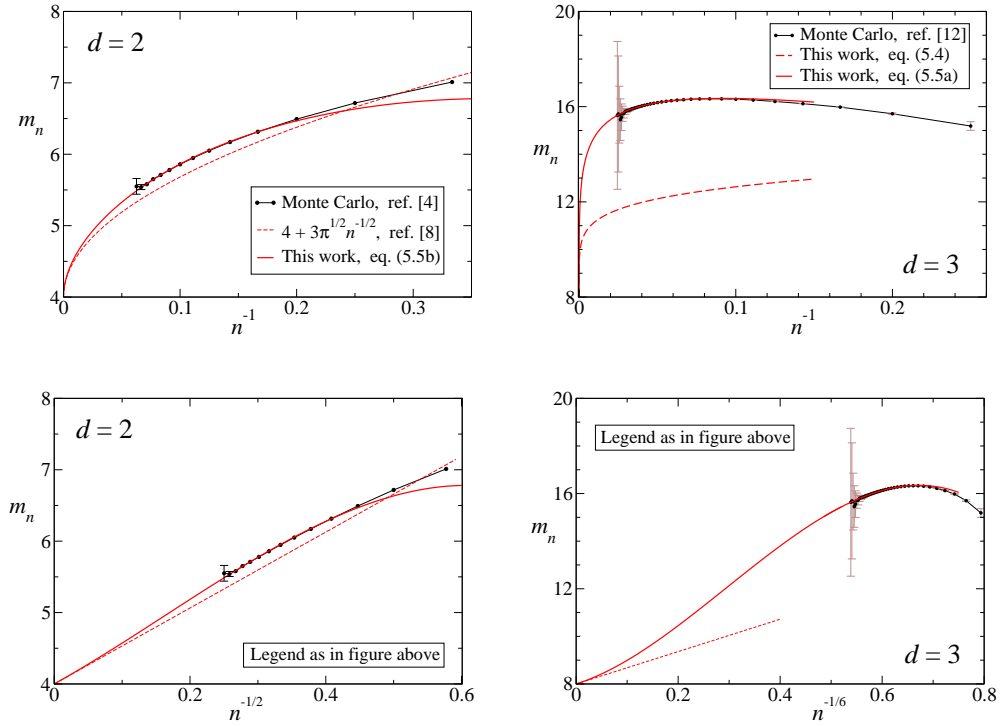 8
7
6
5
4
m_n
d = 2
Monte Carlo, ref. [4]
4 + 3π^{1/2} n^{-1/2}, ref. [8]
This work, eq. (5.5b)
0
0.1
0.2
0.3
n^{-1}
20
16
12
8
m_n
Monte Carlo, ref. [12]
This work, eq. (5.4)
This work, eq. (5.5a)
d = 3
0
0.1
0.2
n^{-1}
8
7
6
5
4
m_n
d = 2
Legend as in figure above
0
0.2
0.4
0.6
n^{-1/2}
20
16
12
8
m_n
Legend as in figure above
d = 3
0
0.2
0.4
0.6
0.8
n^{-1/6}